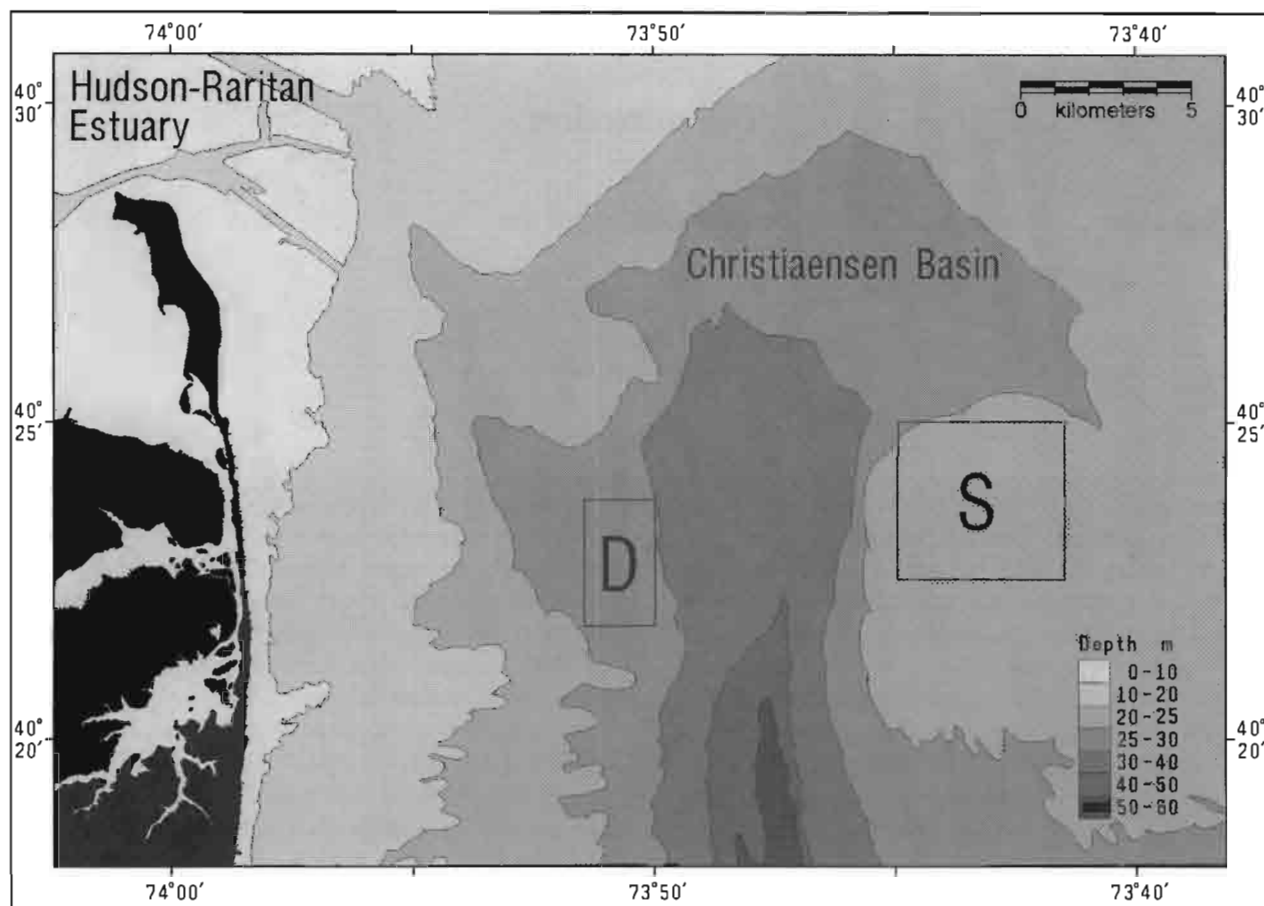 74°00′ 73°50′ 73°40′
Hudson-Raritan
Estuary
40°
30′
0 kilometers 5
40°
30′
Christiaensen Basin
40°
25′
40°
25′
S
D
Depth m
0-10
10-20
20-25
25-30
30-40
40-50
50-60
40°
20′
40°
20′
74°00′ 73°50′ 73°40′